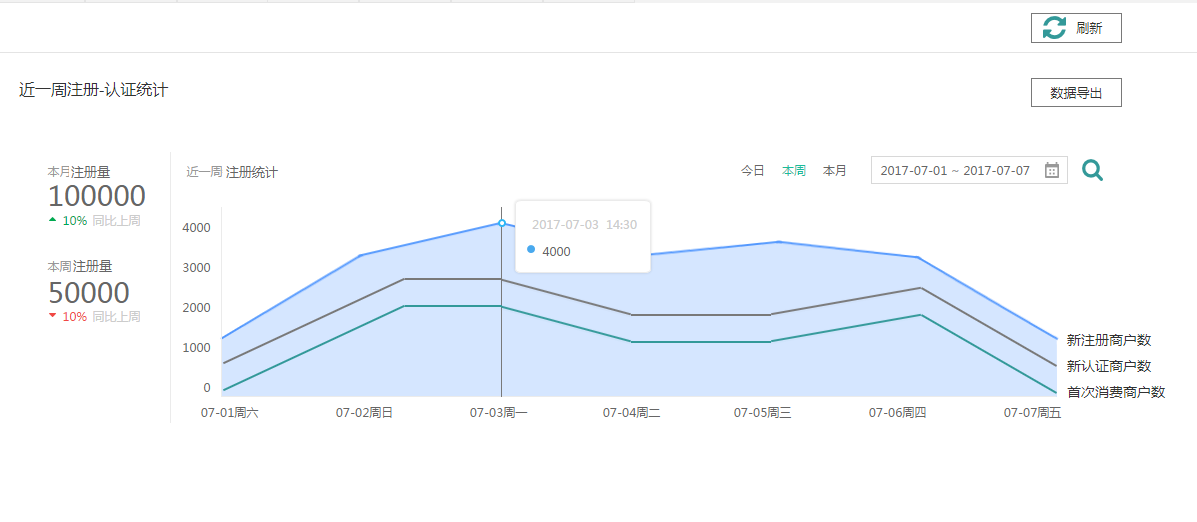 刷新
近一周注册-认证统计
数据导出
本月注册量
100000
10% 同比上周
本周注册量
50000
10% 同比上周
近一周 注册统计
今日 本周 本月
2017-07-01 ~ 2017-07-07
2017-07-03 14:30
4000
4000
3000
2000
1000
0
07-01周六 07-02周日 07-03周一 07-04周二 07-05周三 07-06周四 07-07周五
新注册商户数
新认证商户数
首次消费商户数